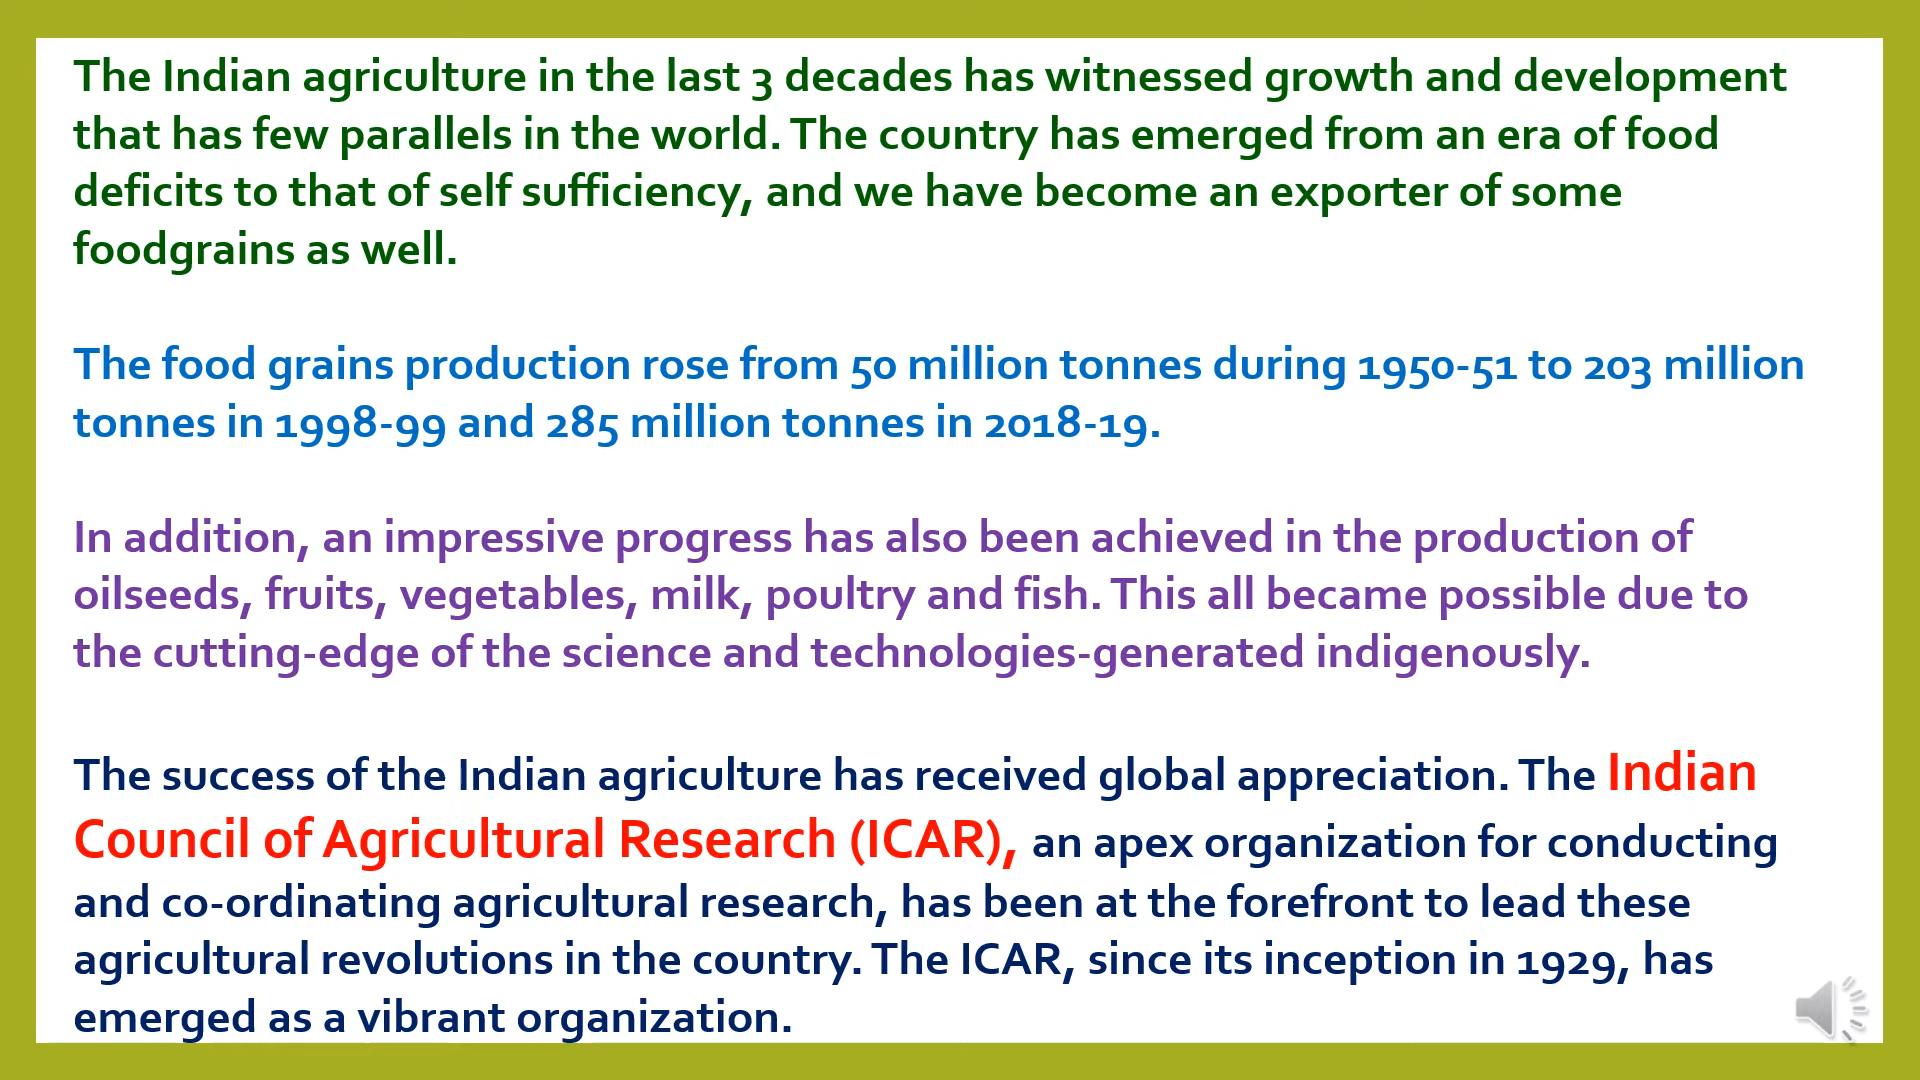 The Indian agriculture in the last 3 decades has witnessed growth and development
that has few parallels in the world. The country has emerged from an era of food
deficits to that of self sufficiency, and we have become an exporter of some
foodgrains as well.
The food grains production rose from 50 million tonnes during 1950-51 to 203 million
tonnes in 1998-99 and 285 million tonnes in 2018-19.
In addition, an impressive progress has also been achieved in the production of
oilseeds, fruits, vegetables, milk, poultry and fish. This all became possible due to
the cutting-edge of the science and technologies-generated indigenously.
The success of the Indian agriculture has received global appreciation. The Indian
Council of Agricultural Research (ICAR), an apex organization for conducting
and co-ordinating agricultural research, has been at the forefront to lead these
agricultural revolutions in the country. The ICAR, since its inception in 1929, has
emerged as a vibrant organization.